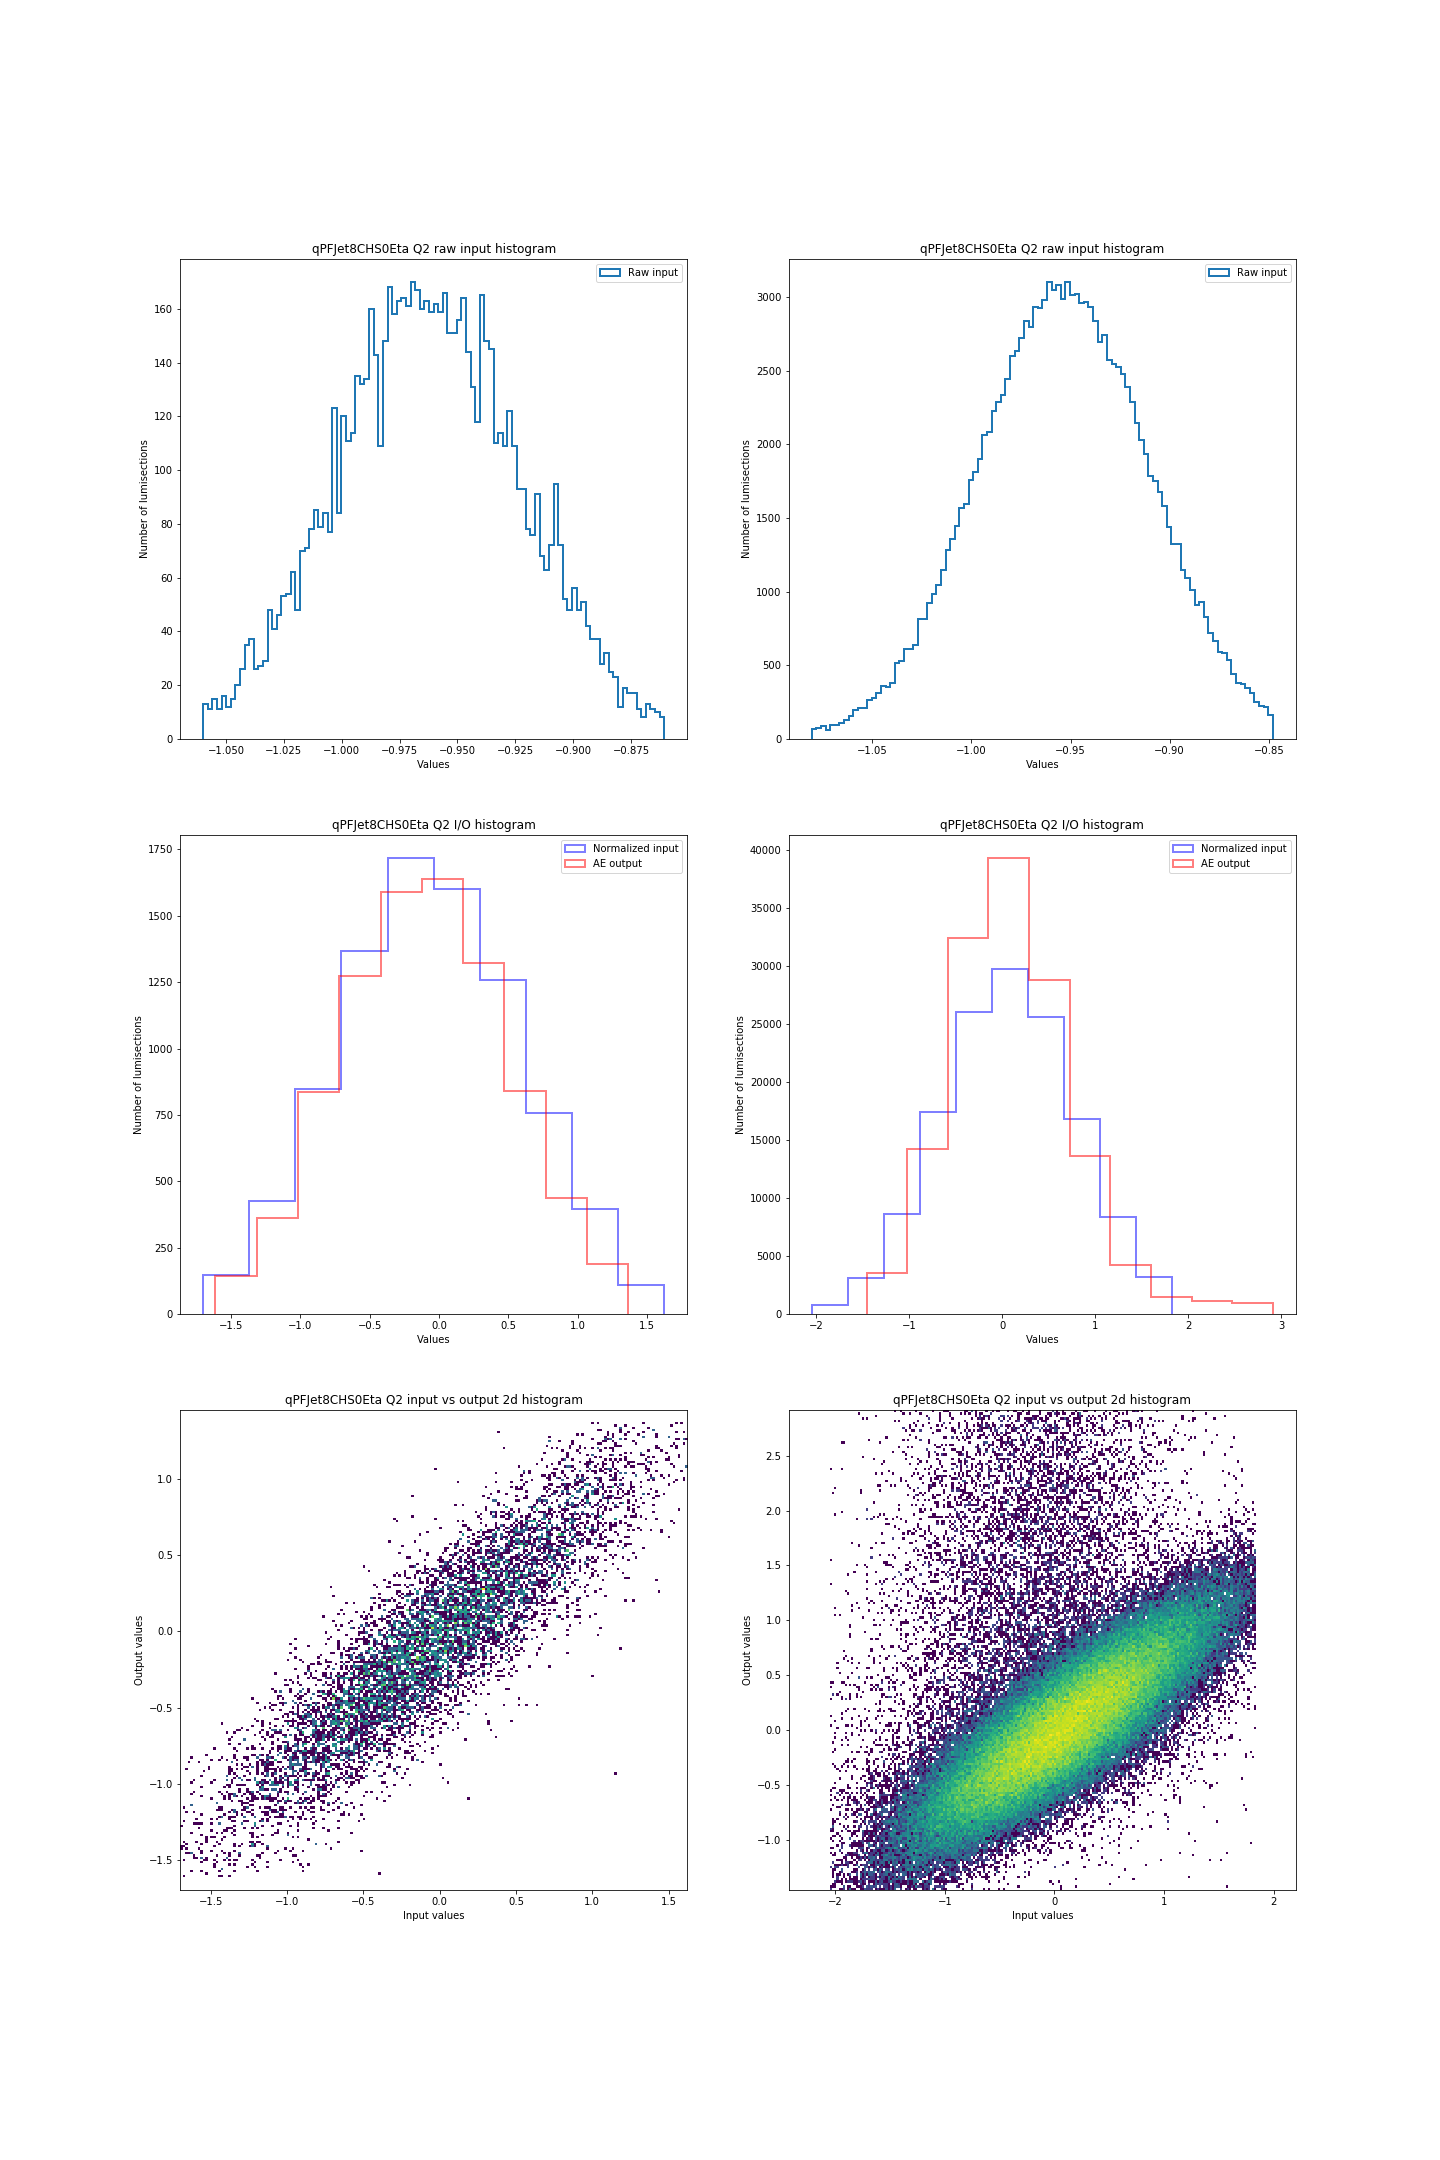 qPFJet8CHS0Eta Q2 raw input histogram
Raw input
160
140
120
100
80
60
40
20
0
Number of lumisections
−1.050 −1.025 −1.000 −0.975 −0.950 −0.925 −0.900 −0.875
Values
qPFJet8CHS0Eta Q2 raw input histogram
Raw input
3000
2500
2000
1500
1000
500
0
Number of lumisections
−1.05 −1.00 −0.95 −0.90 −0.85
Values
qPFJet8CHS0Eta Q2 I/O histogram
Normalized input
AE output
1750
1500
1250
1000
750
500
250
0
Number of lumisections
−1.5 −1.0 −0.5 0.0 0.5 1.0 1.5
Values
qPFJet8CHS0Eta Q2 I/O histogram
Normalized input
AE output
40000
35000
30000
25000
20000
15000
10000
5000
0
Number of lumisections
−2 −1 0 1 2 3
Values
qPFJet8CHS0Eta Q2 input vs output 2d histogram
1.0
0.5
0.0
−0.5
−1.0
−1.5
Output values
−1.5 −1.0 −0.5 0.0 0.5 1.0 1.5
Input values
qPFJet8CHS0Eta Q2 input vs output 2d histogram
2.5
2.0
1.5
1.0
0.5
0.0
−0.5
−1.0
Output values
−2 −1 0 1 2
Input values